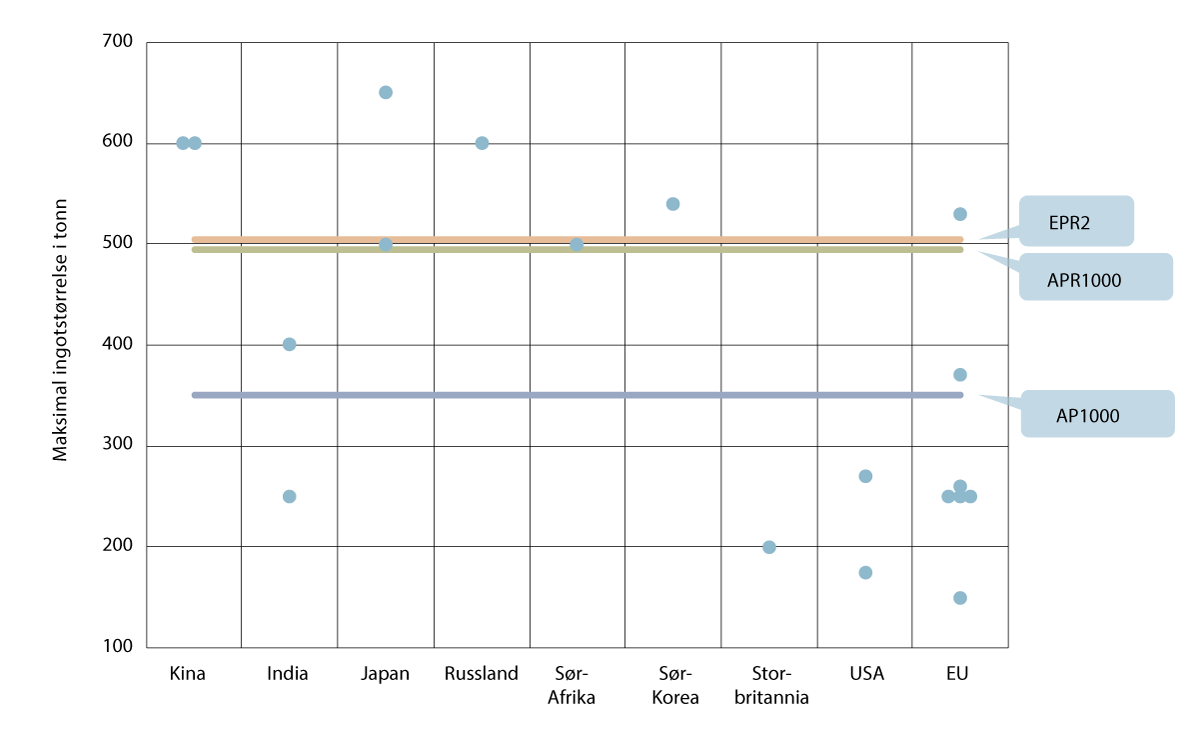 700
600
500
400
300
200
100
Maksimal ingotstørrelse i tonn
EPR2
APR1000
AP1000
Kina
India
Japan
Russland
Sør-
Afrika
Sør-
Korea
Stor-
britannia
USA
EU